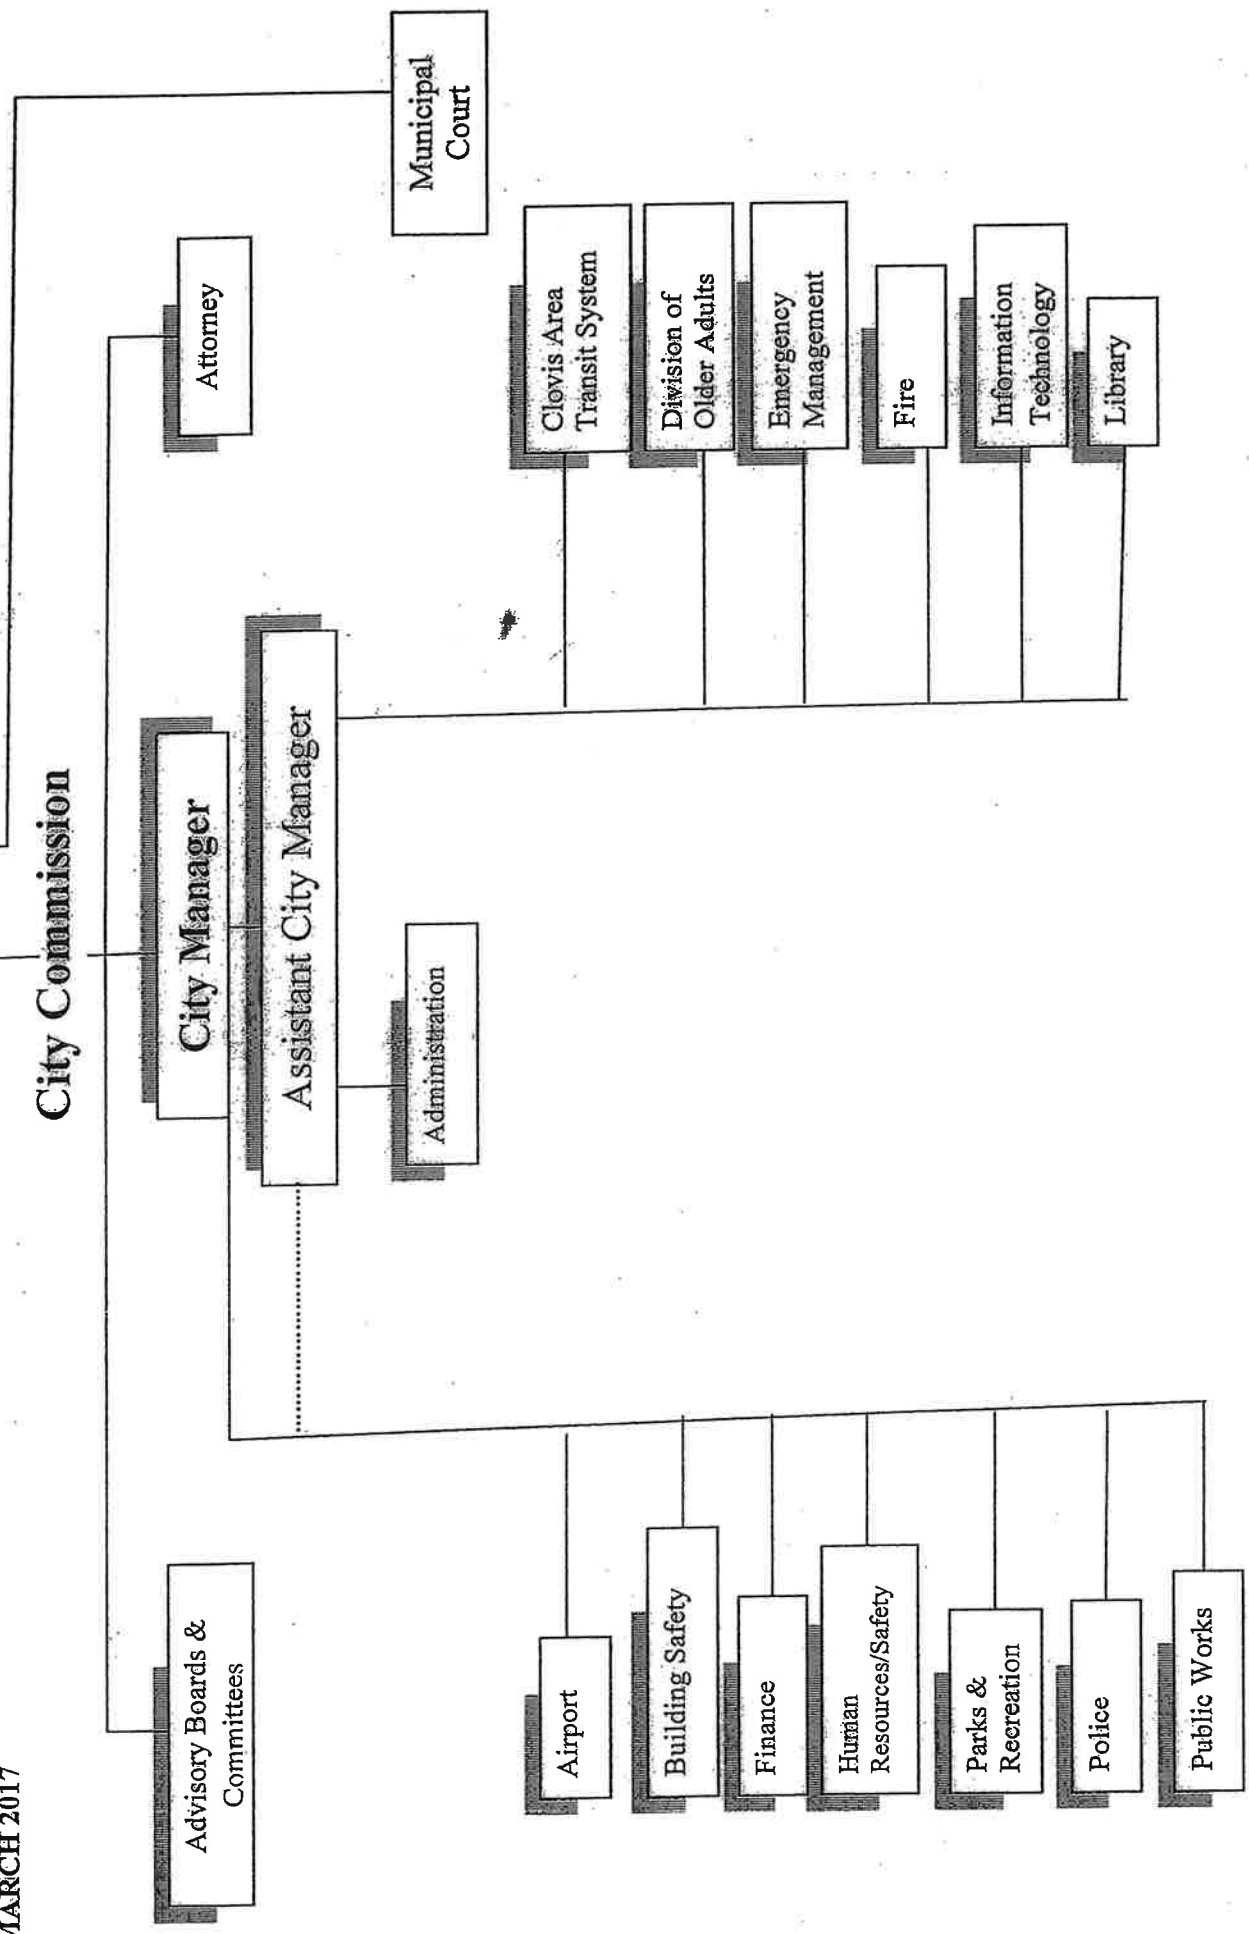 MARCH 2017
City Commission
City Manager
Assistant City Manager
Advisory Boards &
Committees
Attorney
Municipal
Court
Administration
Airport
Building Safety
Finance
Human
Resources/Safety
Parks &
Recreation
Police
Public Works
Clovis Area
Transit System
Division of
Older Adults
Emergency
Management
Fire
Information
Technology
Library